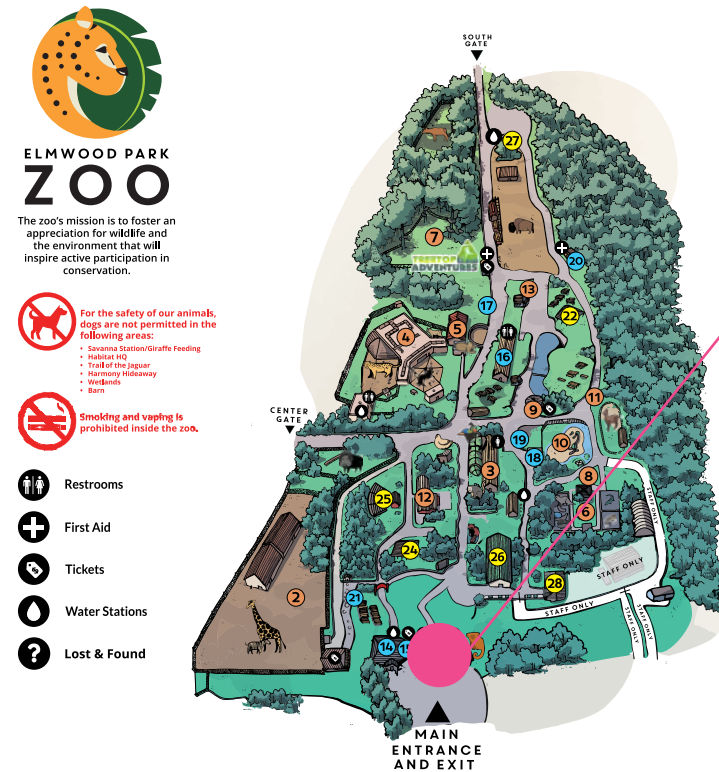 SOUTH
GATE
ELMWOOD PARK
ZOO
The zoo's mission is to foster an
appreciation for wildlife and
the environment that will
inspire active participation in
conservation.
For the safety of our animals,
dogs are not permitted in the
following areas:
• Savanna Station/Giraffe Feeding
• Habitat HQ
• Trail of the Jaguar
• Harmony Hideaway
• Wetlands
• Barn
Smoking and vaping is
prohibited inside the zoo.
Restrooms
First Aid
Tickets
Water Stations
? Lost & Found
27
7
TREETOP
ADVENTURES
20
13
17
22
5
4
16
CENTER
GATE
11
9
19
10
18
3
8
25
12
6
STAFF ONLY
24
26
STAFF ONLY
28
STAFF ONLY
2
21
STAFF ONLY
STAFF ONLY
14
MAIN
ENTRANCE
AND EXIT